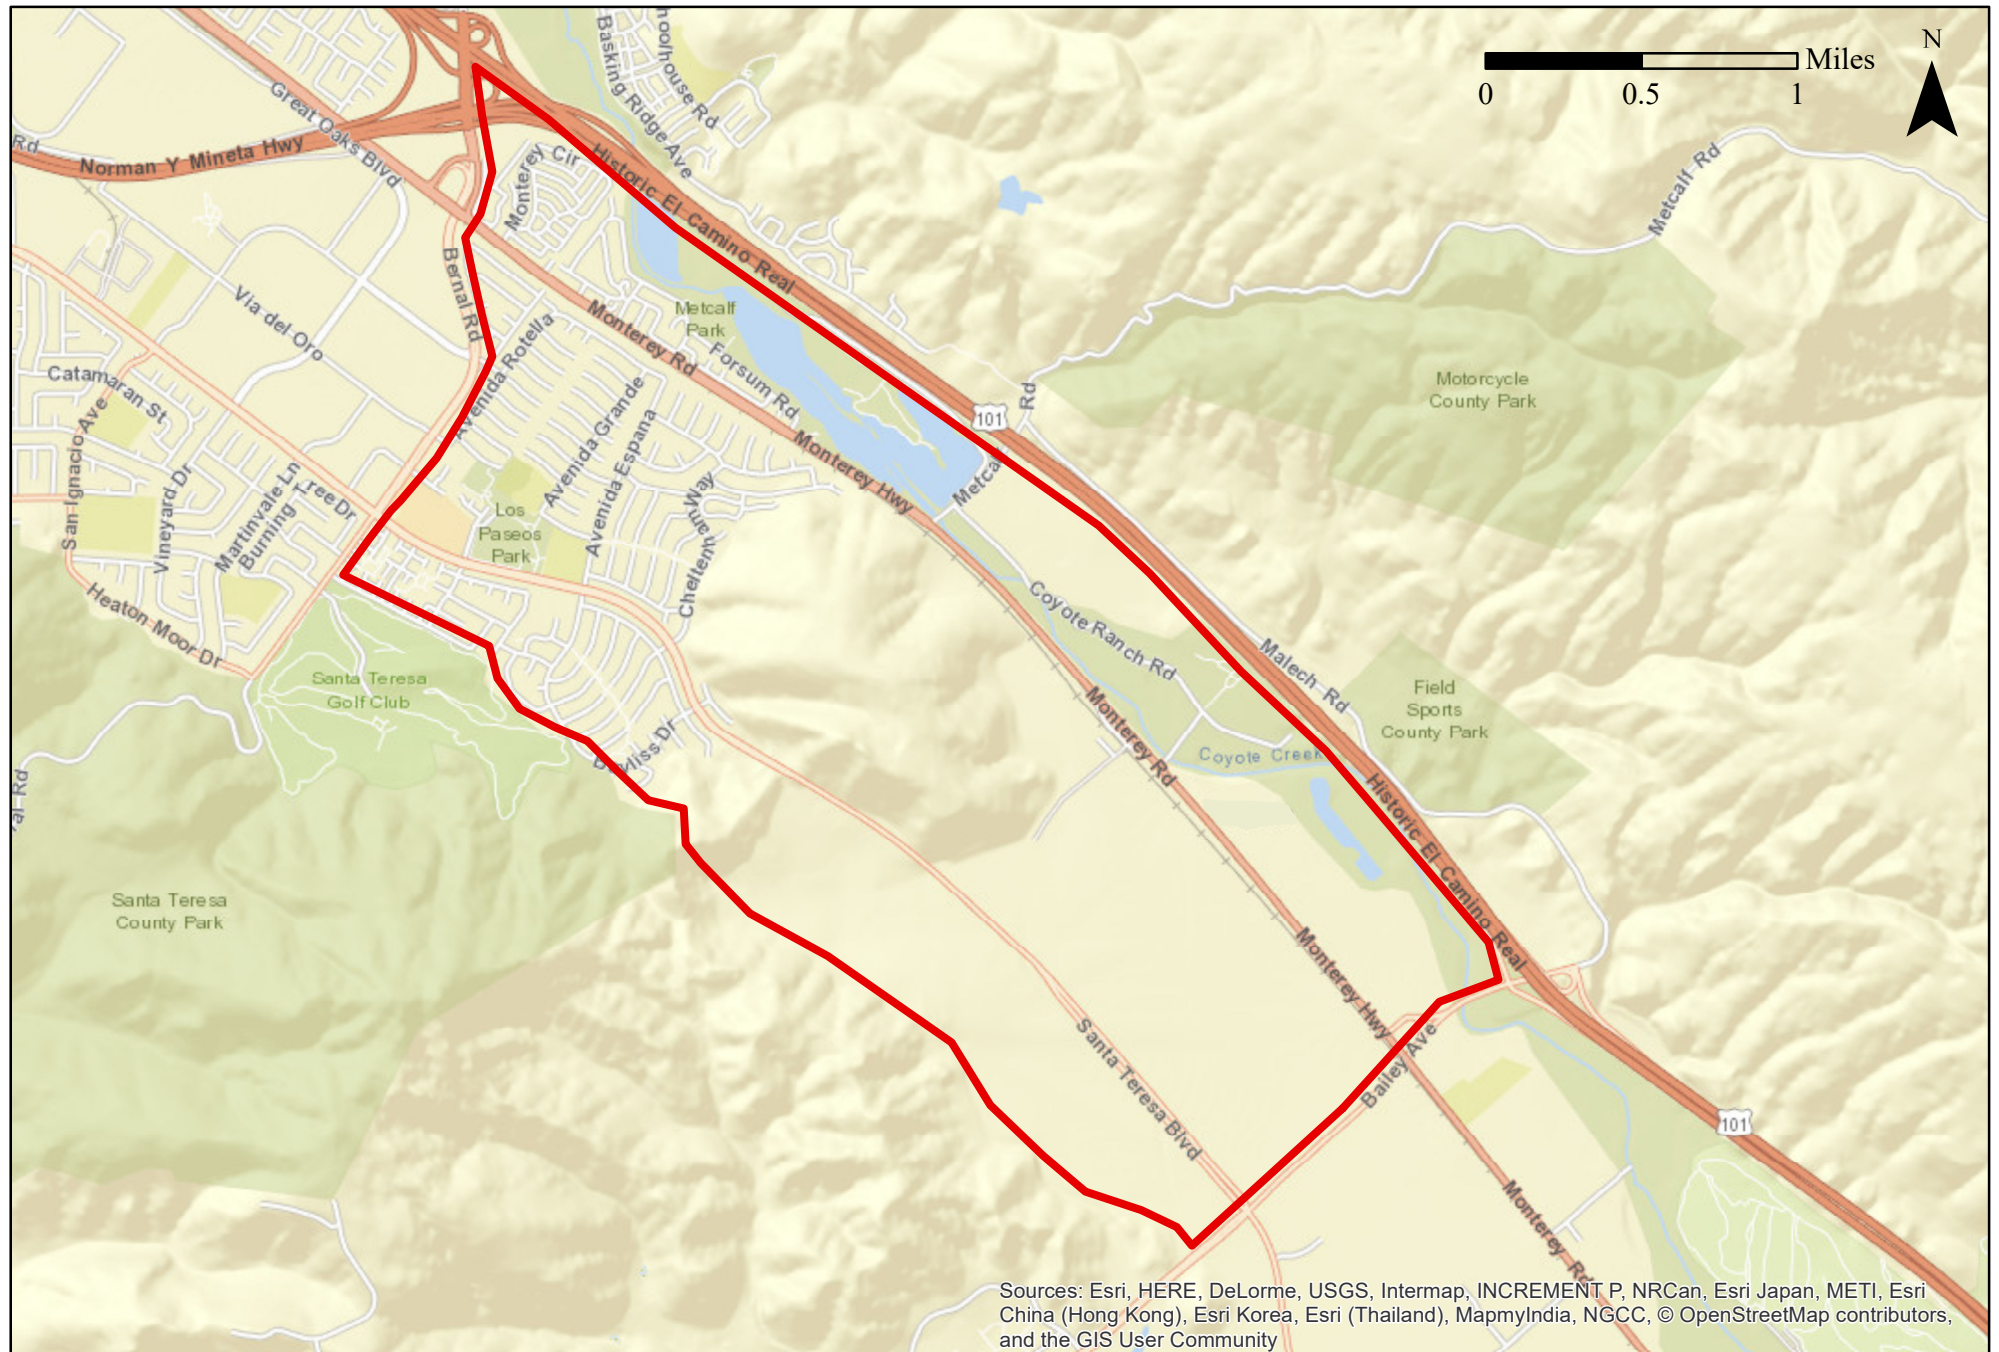 N
Miles
0 0.5 1
Basking Ridge Ave
hoolhouse Rd
Great Oaks Blvd
Rd
Norman Y Mineta Hwy
Monterey
Cir
Historic El Camino Real
Metcalf Rd
Bernal Rd
Via del Oro
Metcalf
Park
Monterey Rd
Forsum Rd
Avenida Rotella
Catamaran St
Avenida Grande
Avenida Espana
Motorcycle
County Park
Rd
101
San Ignacio Ave
Vineyard Dr
Martinvale Ln
Burning Tree Dr
Monterey Hwy
Metcal
Los
Paseos
Park
Cheltenham Way
Heaton Moor Dr
Coyote Ranch Rd
Malech Rd
Santa Teresa
Golf Club
Field
Sports
County Park
Monterey Rd
Bayliss Dr
Coyote Creek
al Rd
Historic El Camino Real
Santa Teresa
County Park
Monterey Hwy
Santa Teresa Blvd
Bailey Ave
101
Monterey Rd
Sources: Esri, HERE, DeLorme, USGS, Intermap, INCREMENT P, NRCan, Esri Japan, METI, Esri
China (Hong Kong), Esri Korea, Esri (Thailand), MapmyIndia, NGCC, © OpenStreetMap contributors,
and the GIS User Community